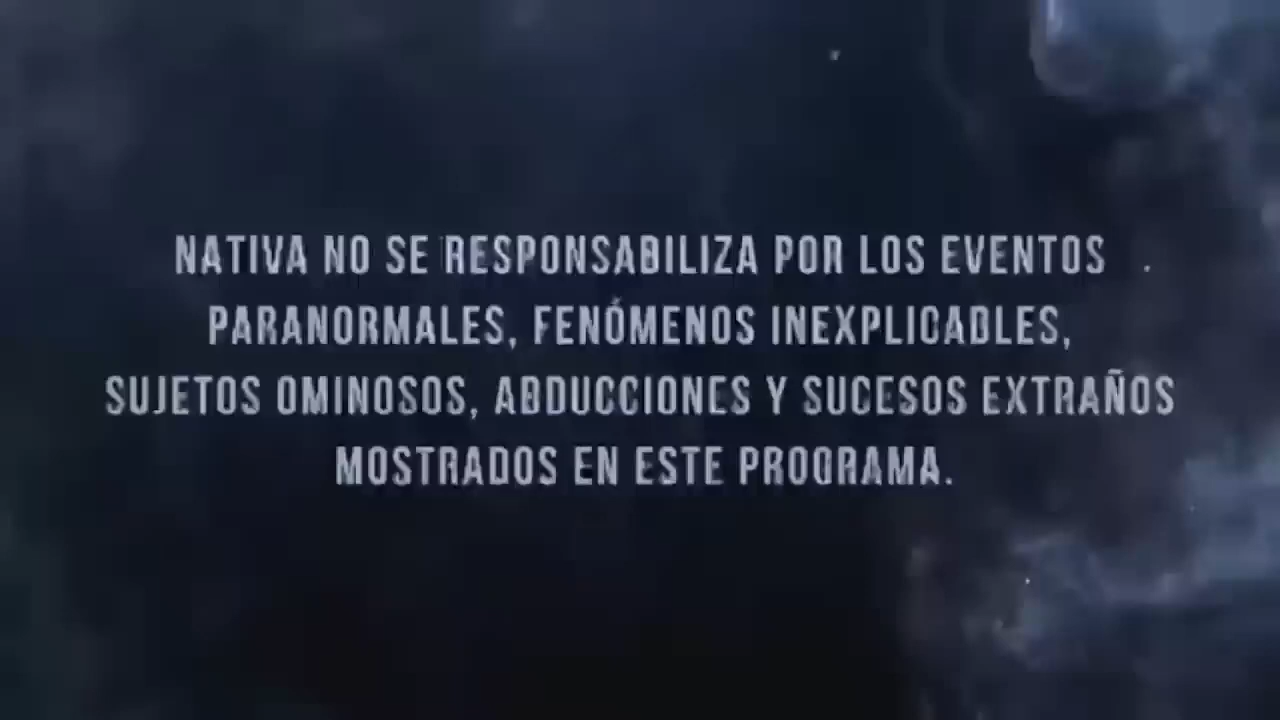 NATIVA NO SE RESPONSABILIZA POR LOS EVENTOS
PARANORMALES, FENÓMENOS INEXPLICABLES,
SUJETOS OMINOSOS, ABDUCCIONES Y SUCESOS EXTRAÑOS
MOSTRADOS EN ESTE PROGRAMA.